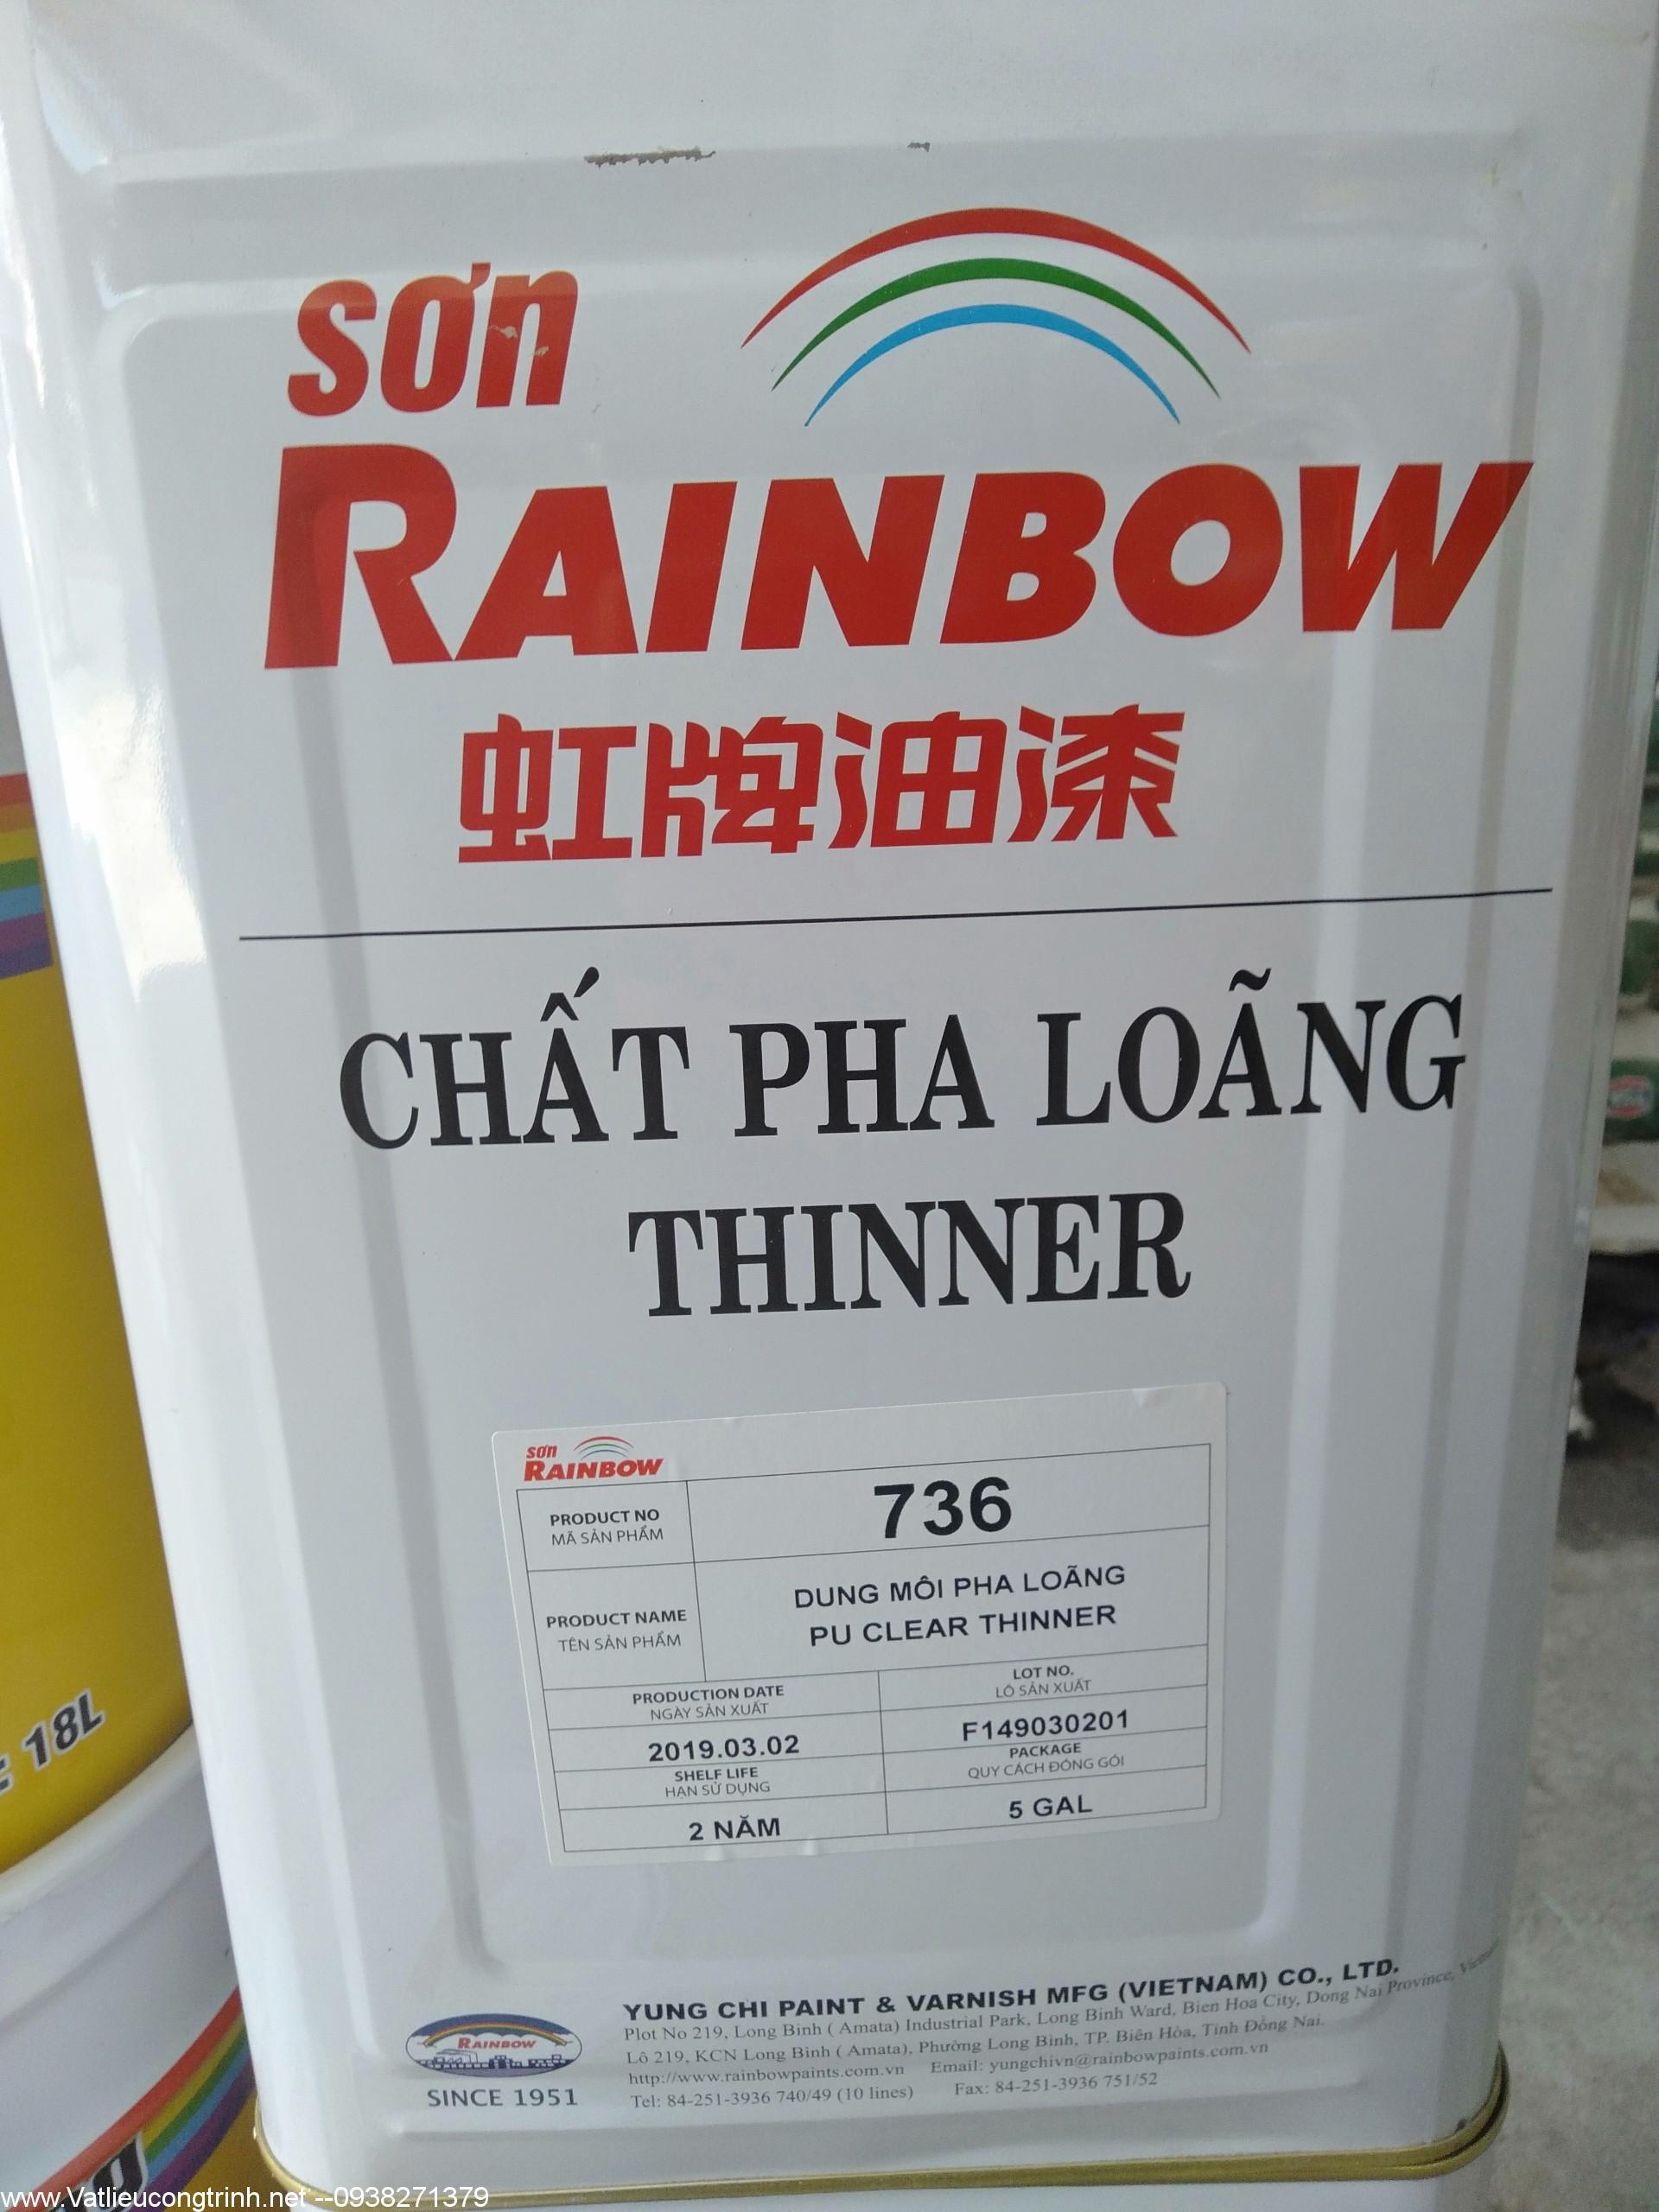 sơn
RAINBOW
虹牌油漆
CHẤT PHA LOÃNG
THINNER
sơn
RAINBOW
PRODUCT NO
MÃ SẢN PHẨM
736
PRODUCT NAME
TÊN SẢN PHẨM
DUNG MÔI PHA LOÃNG
PU CLEAR THINNER
PRODUCTION DATE
NGÀY SẢN XUẤT
LOT NO.
LÔ SẢN XUẤT
2019.03.02
F149030201
SHELF LIFE
HẠN SỬ DỤNG
PACKAGE
QUY CÁCH ĐÓNG GÓI
2 NĂM
5 GAL
RAINBOW
SINCE 1951
YUNG CHI PAINT & VARNISH MFG (VIETNAM) CO., LTD.
Plot No 219, Long Binh ( Amata) Industrial Park, Long Binh Ward, Bien Hoa City, Dong Nai Province, Vietnam
Lô 219, KCN Long Bình ( Amata), Phường Long Bình, TP. Biên Hòa, Tỉnh Đồng Nai.
http://www.rainbowpaints.com.vn Email: yungchivn@rainbowpaints.com.vn
Tel: 84-251-3936 740/49 (10 lines) Fax: 84-251-3936 751/52
18L
www.Vatlieucongtrinh.net --0938271379